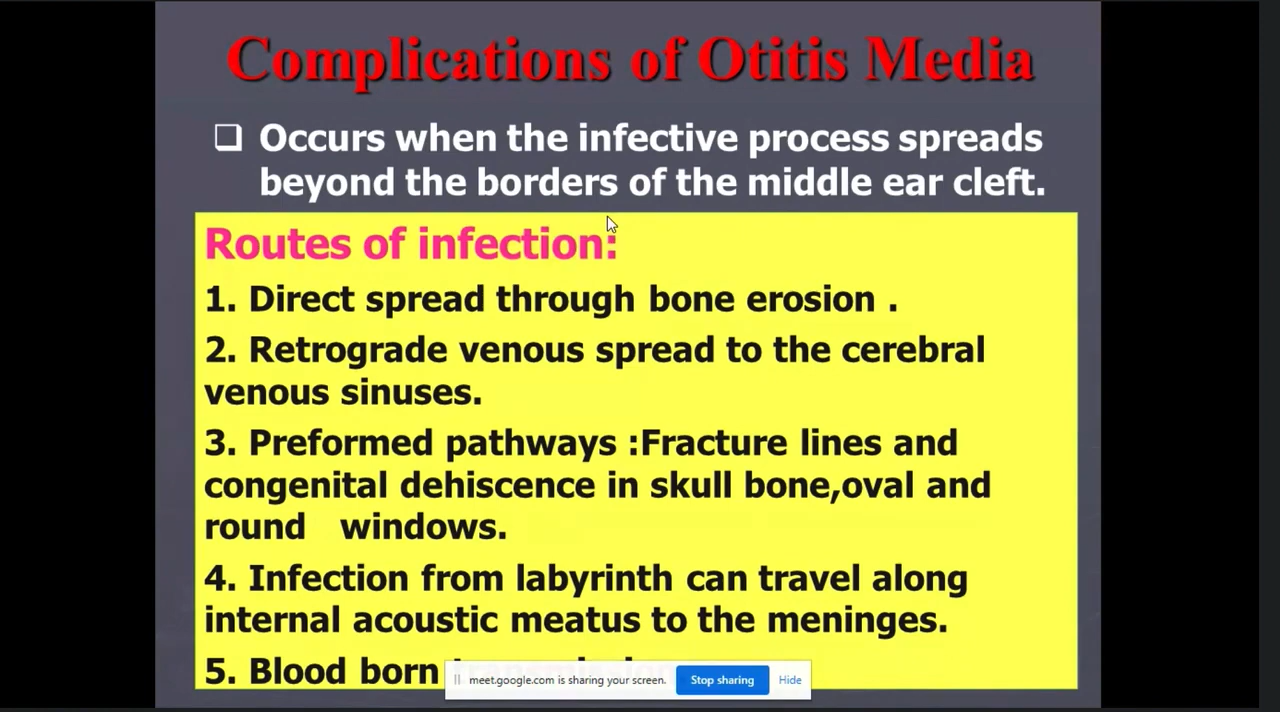 Complications of Otitis Media
❑ Occurs when the infective process spreads
beyond the borders of the middle ear cleft.
Routes of infection:
1. Direct spread through bone erosion .
2. Retrograde venous spread to the cerebral
venous sinuses.
3. Preformed pathways :Fracture lines and
congenital dehiscence in skull bone,oval and
round windows.
4. Infection from labyrinth can travel along
internal acoustic meatus to the meninges.
5. Blood born
meet.google.com is sharing your screen. Stop sharing Hide